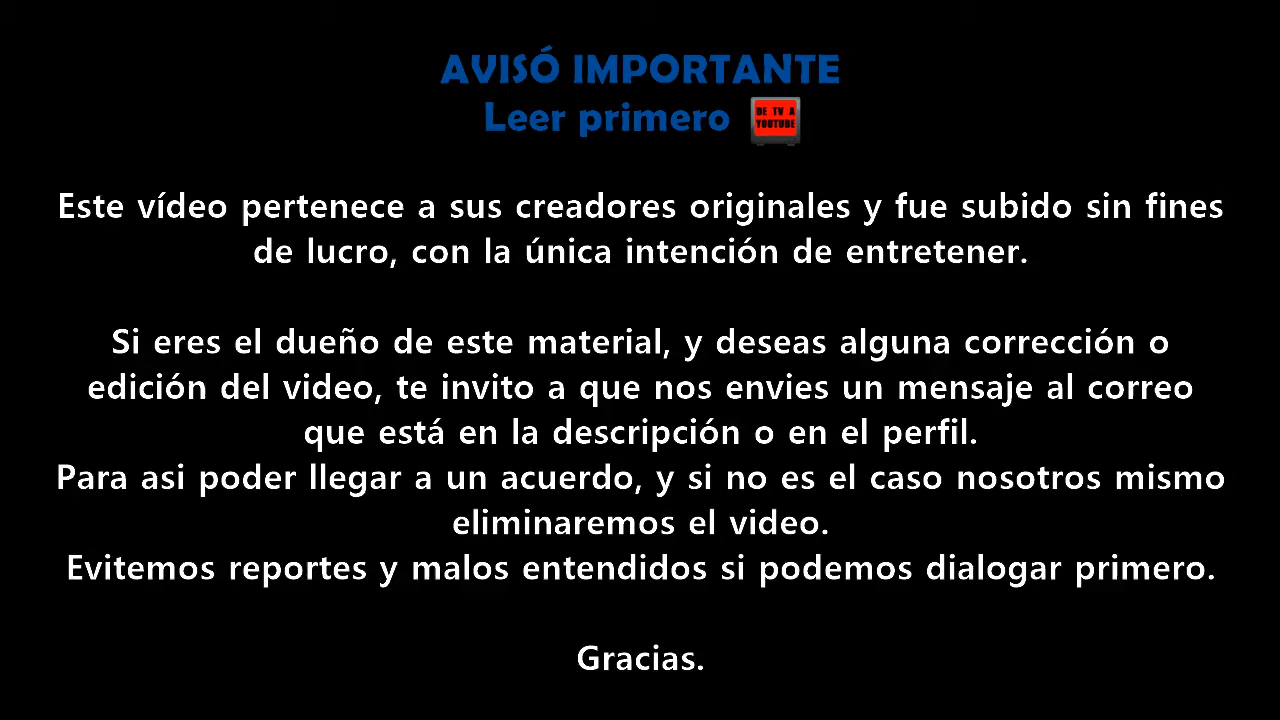 AVISÓ IMPORTANTE
Leer primero
DE TV A
YOUTUBE
Este vídeo pertenece a sus creadores originales y fue subido sin fines
de lucro, con la única intención de entretener.
Si eres el dueño de este material, y deseas alguna corrección o
edición del video, te invito a que nos envies un mensaje al correo
que está en la descripción o en el perfil.
Para asi poder llegar a un acuerdo, y si no es el caso nosotros mismo
eliminaremos el video.
Evitemos reportes y malos entendidos si podemos dialogar primero.
Gracias.